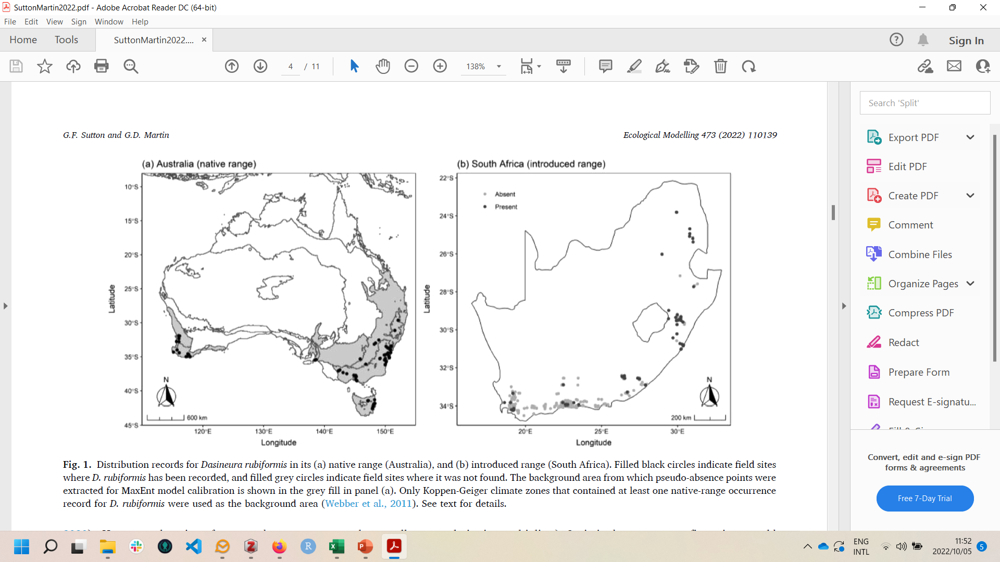 SuttonMartin2022.pdf - Adobe Acrobat Reader DC (64-bit)
File Edit View Sign Window Help
Home Tools SuttonMartin2022.... × Sign In
4 / 11 138%
Search 'Split'
Export PDF
Edit PDF
Create PDF
Comment
Combine Files
Organize Pages
Compress PDF
Redact
Prepare Form
Request E-signatu...
Convert, edit and e-sign PDF
forms & agreements
Free 7-Day Trial
G.F. Sutton and G.D. Martin
Ecological Modelling 473 (2022) 110139
(a) Australia (native range)
10°S
15°S
20°S
25°S
30°S
35°S
40°S
45°S
Latitude
N
600 km
120°E 130°E 140°E 150°E
Longitude
(b) South Africa (introduced range)
Absent
Present
22°S
24°S
26°S
28°S
30°S
32°S
34°S
Latitude
N
200 km
20°E 25°E 30°E
Longitude
Fig. 1. Distribution records for Dasineura rubiformis in its (a) native range (Australia), and (b) introduced range (South Africa). Filled black circles indicate field sites
where D. rubiformis has been recorded, and filled grey circles indicate field sites where it was not found. The background area from which pseudo-absence points were
extracted for MaxEnt model calibration is shown in the grey fill in panel (a). Only Koppen-Geiger climate zones that contained at least one native-range occurrence
record for D. rubiformis were used as the background area (Webber et al., 2011). See text for details.
ENG
INTL
11:52
2022/10/05
5